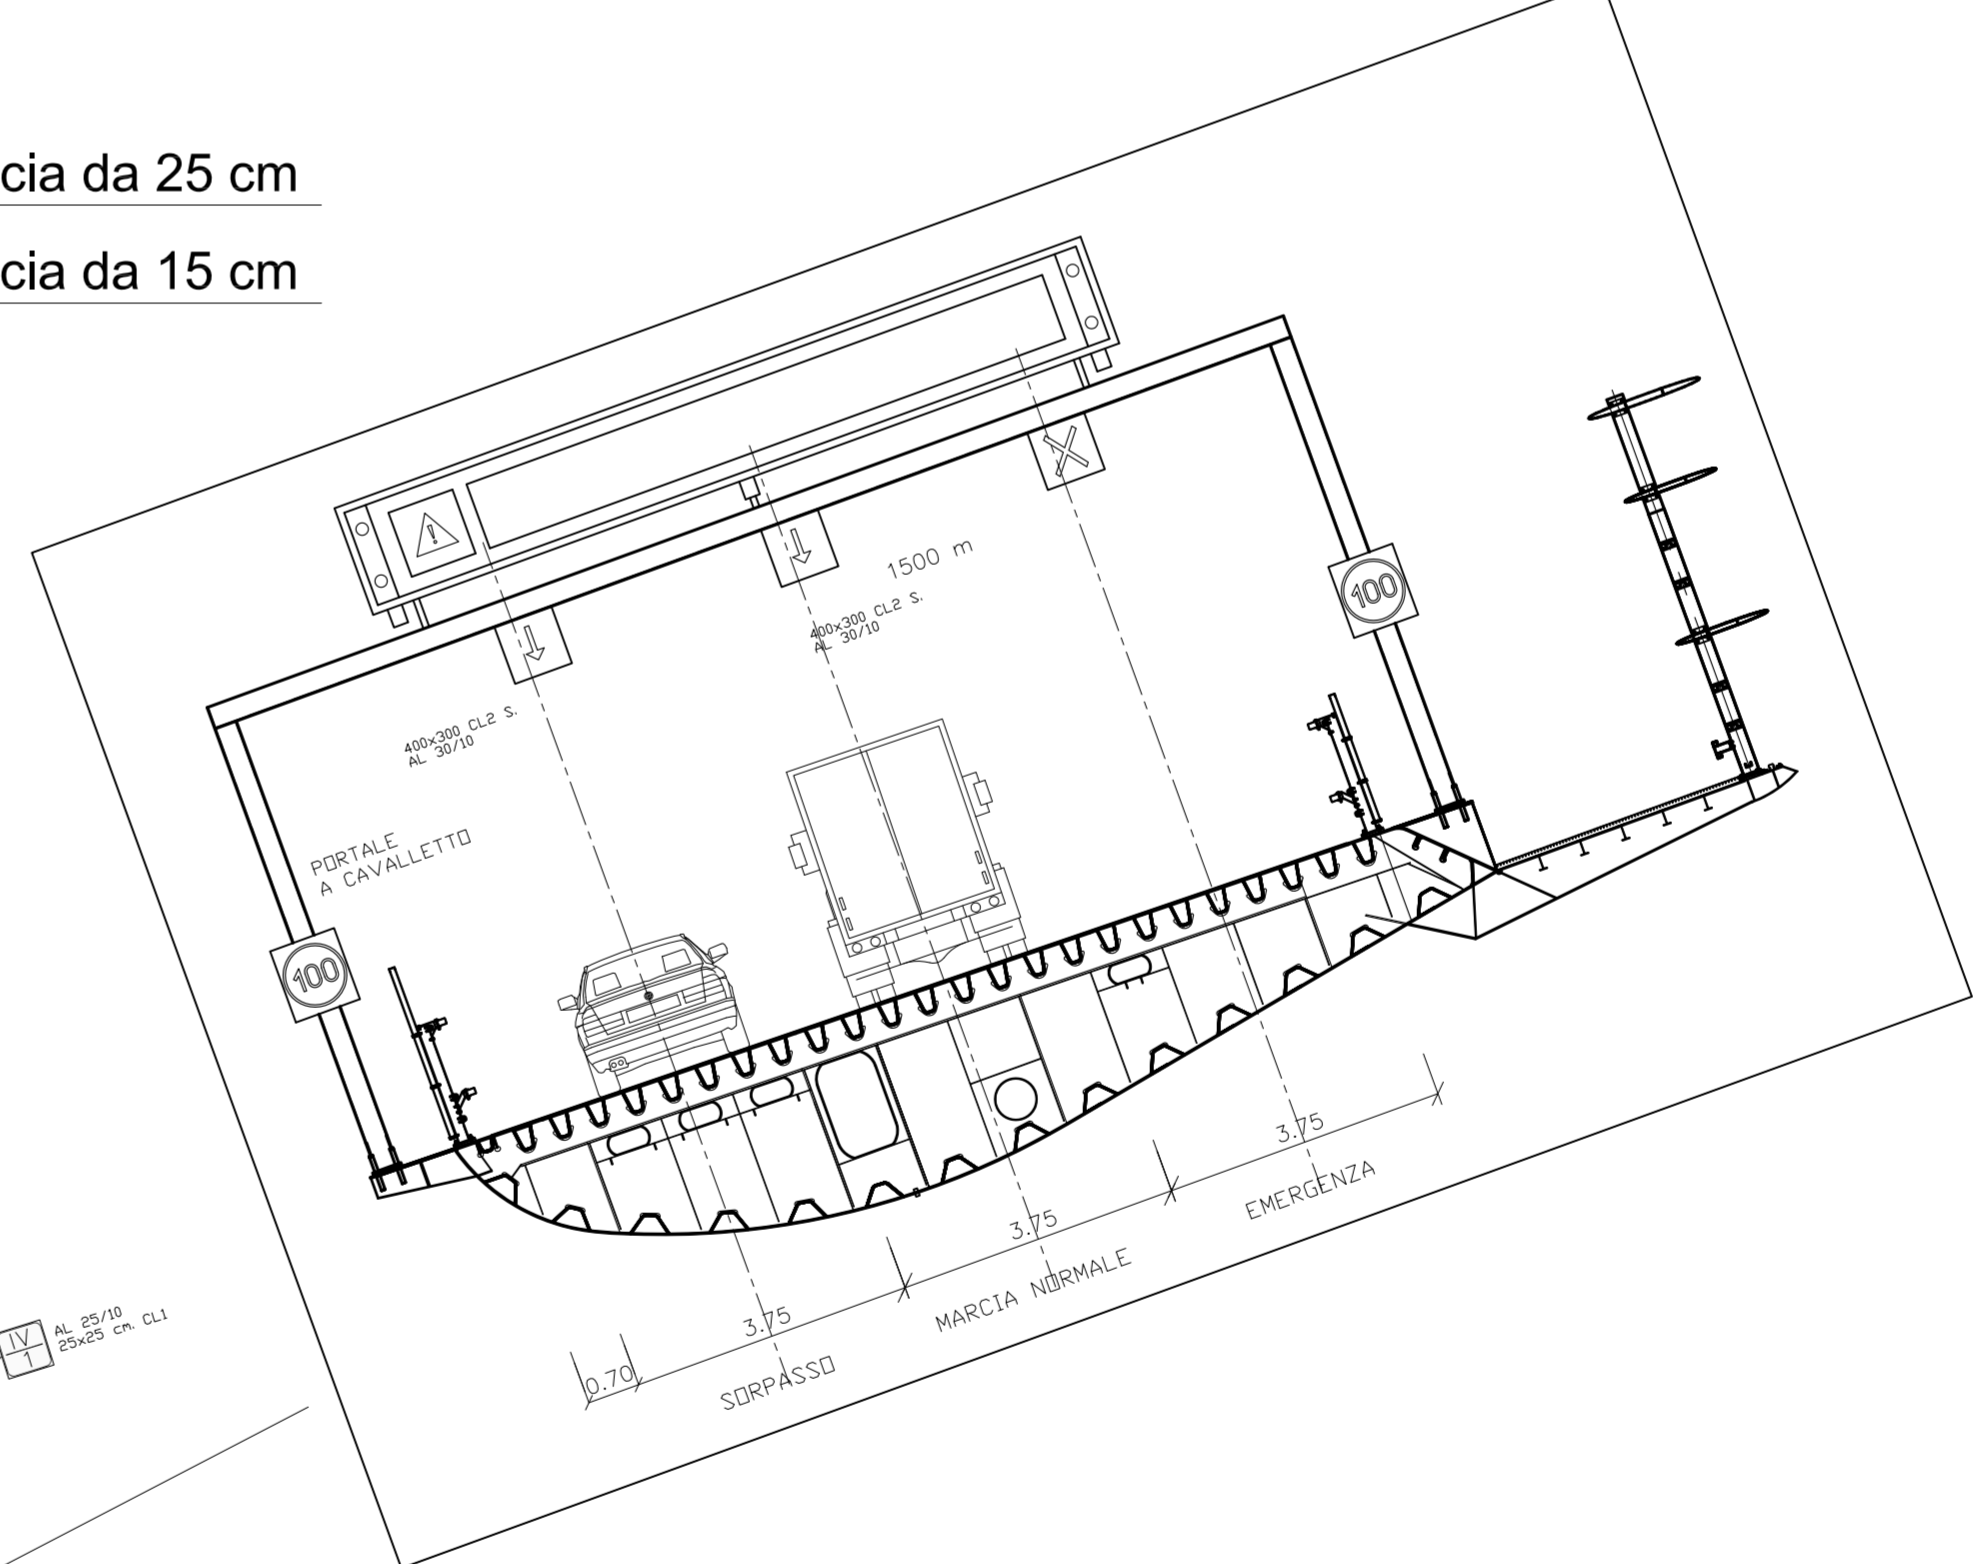 cia da 25 cm
cia da 15 cm
1500 m
400x300 CL2 S.
AL 30/10
400x300 CL2 S.
AL 30/10
100
PORTALE
A CAVALLETTO
100
3.75
EMERGENZA
3.75
MARCIA NORMALE
3.75
0.70
SORPASSO
IV
1
AL 25/10
25x25 cm. CL1